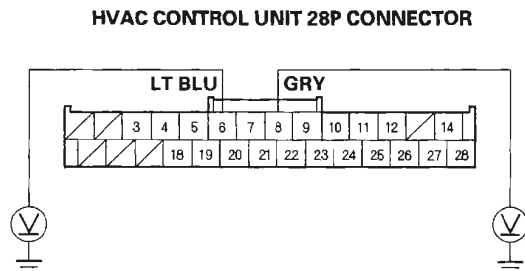 HVAC CONTROL UNIT 28P CONNECTOR
LT BLU GRY
3 4 5 6 7 8 9 10 11 12 14
18 19 20 21 22 23 24 25 26 27 28
V V